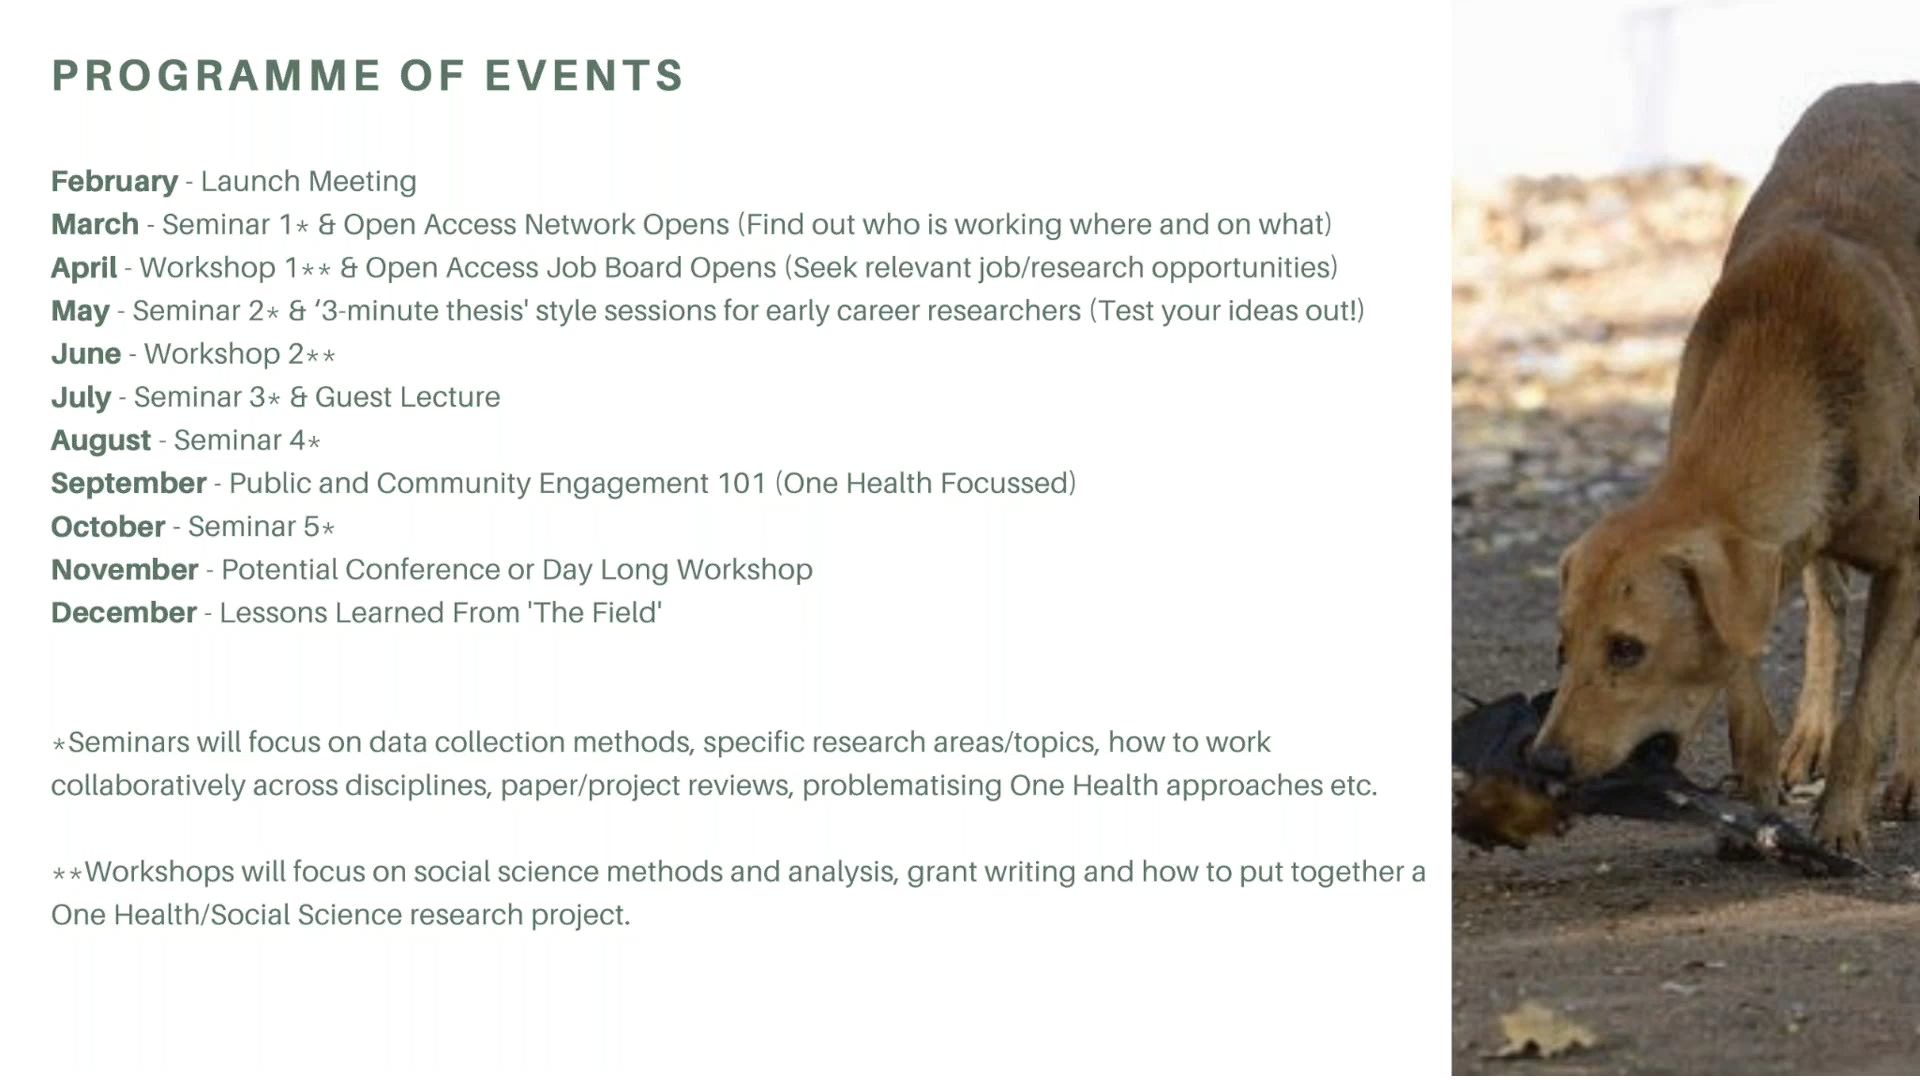 PROGRAMME OF EVENTS
February - Launch Meeting
March - Seminar 1* & Open Access Network Opens (Find out who is working where and on what)
April - Workshop 1** & Open Access Job Board Opens (Seek relevant job/research opportunities)
May - Seminar 2* & ‘3-minute thesis' style sessions for early career researchers (Test your ideas out!)
June - Workshop 2**
July - Seminar 3* & Guest Lecture
August - Seminar 4*
September - Public and Community Engagement 101 (One Health Focussed)
October - Seminar 5*
November - Potential Conference or Day Long Workshop
December - Lessons Learned From 'The Field'
*Seminars will focus on data collection methods, specific research areas/topics, how to work
collaboratively across disciplines, paper/project reviews, problematising One Health approaches etc.
**Workshops will focus on social science methods and analysis, grant writing and how to put together a
One Health/Social Science research project.